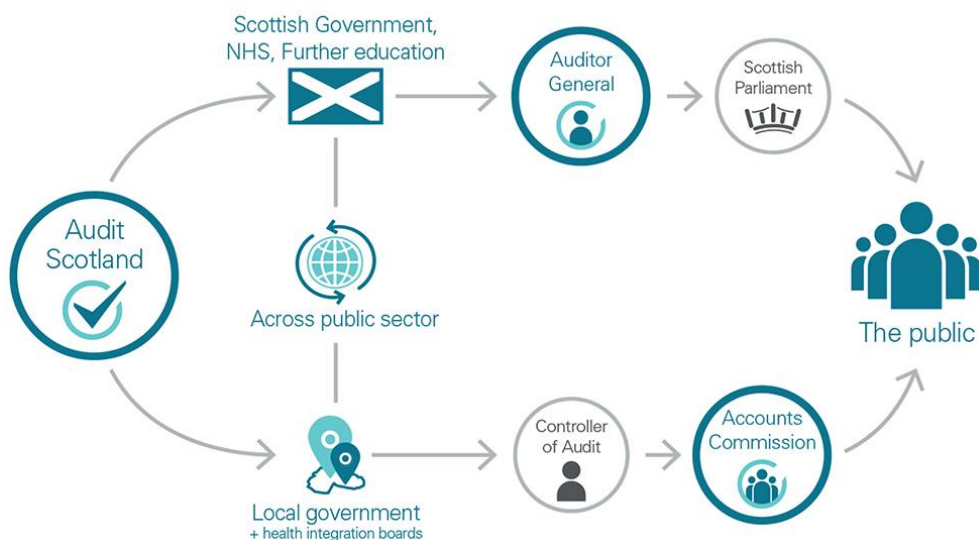 Scottish Government,
NHS, Further education
Auditor
General
Scottish
Parliament
Audit
Scotland
Across public sector
The public
Local government
+ health integration boards
Controller
of Audit
Accounts
Commission